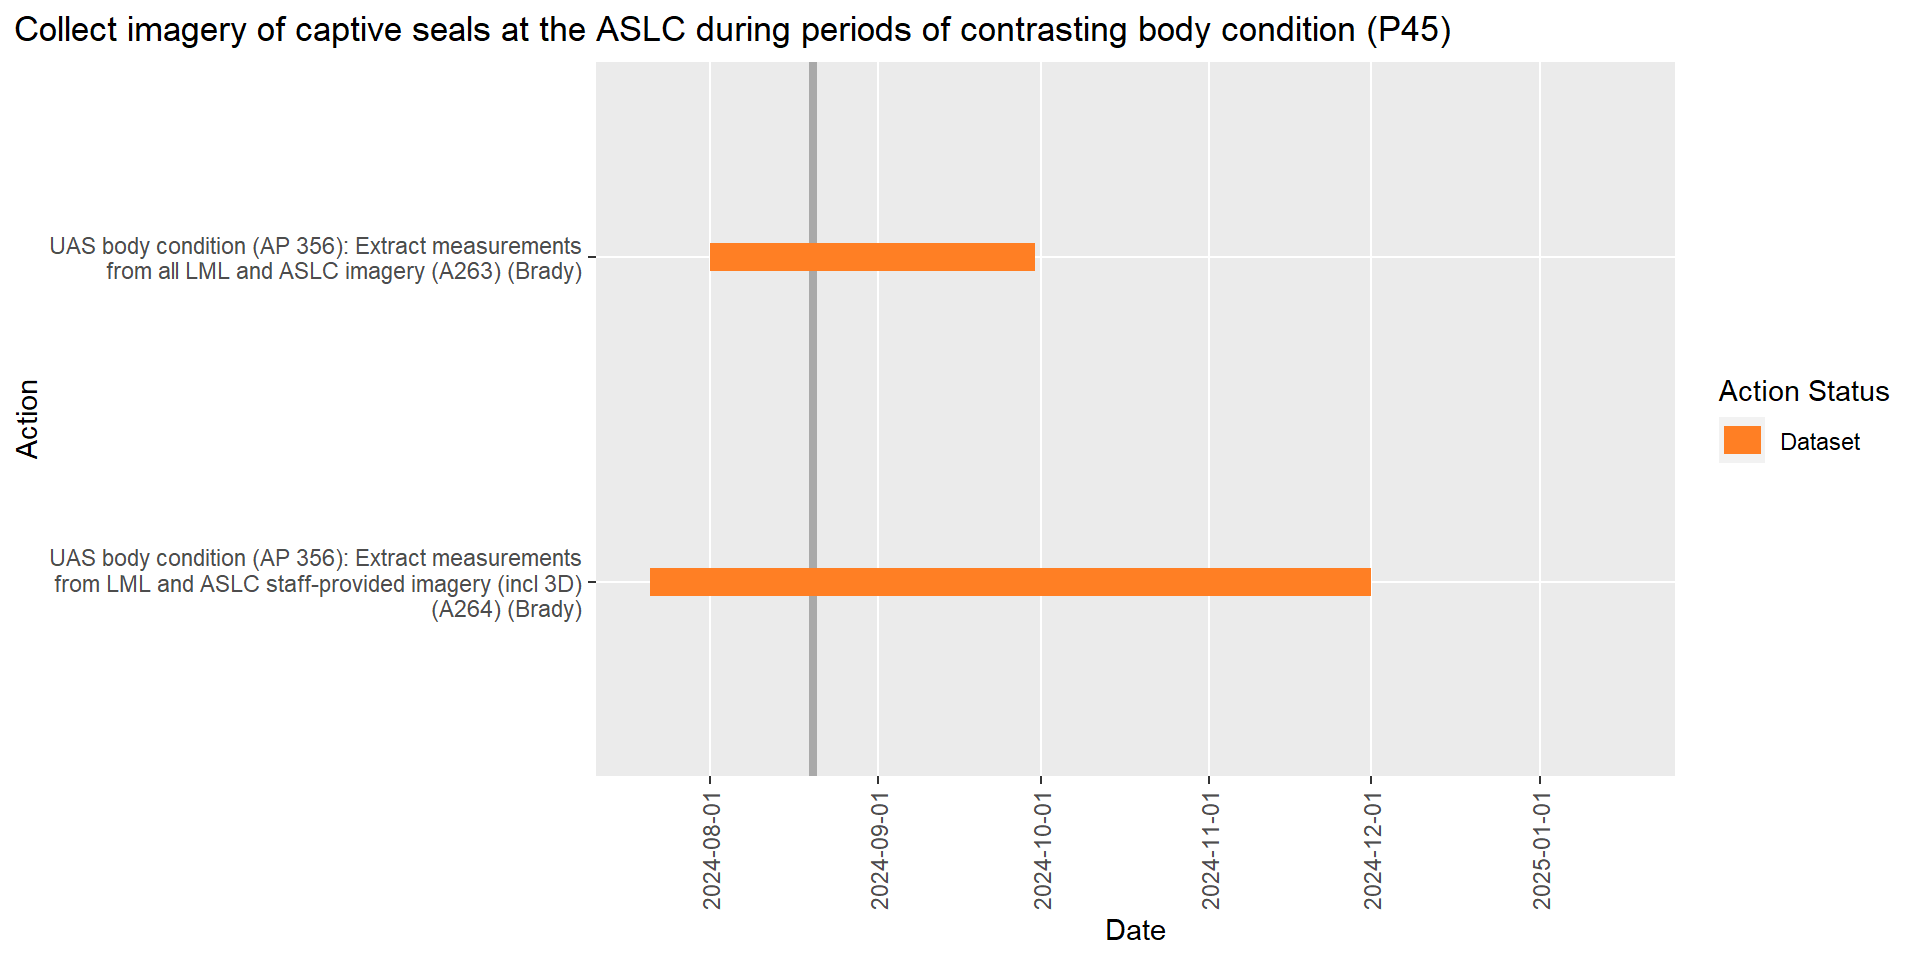 Collect imagery of captive seals at the ASLC during periods of contrasting body condition (P45)
UAS body condition (AP 356): Extract measurements
from all LML and ASLC imagery (A263) (Brady)
UAS body condition (AP 356): Extract measurements
from LML and ASLC staff-provided imagery (incl 3D)
(A264) (Brady)
Action
Action Status
Dataset
2024-08-01
2024-09-01
2024-10-01
2024-11-01
2024-12-01
2025-01-01
Date